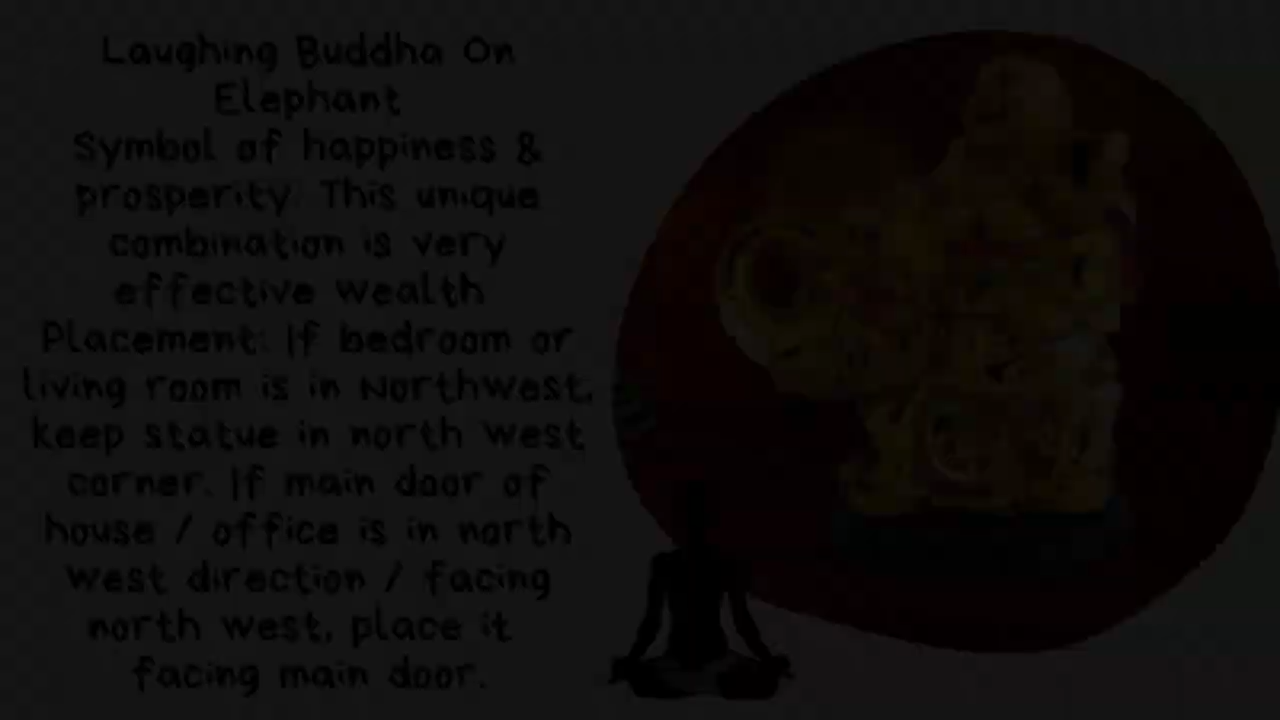 Laughing Buddha On
Elephant
Symbol of happiness &
prosperity. This unique
combination is very
effective wealth
Placement: If bedroom or
living room is in Northwest,
keep statue in north west
corner. If main door of
house / office is in north
west direction / facing
north west, place it
facing main door.